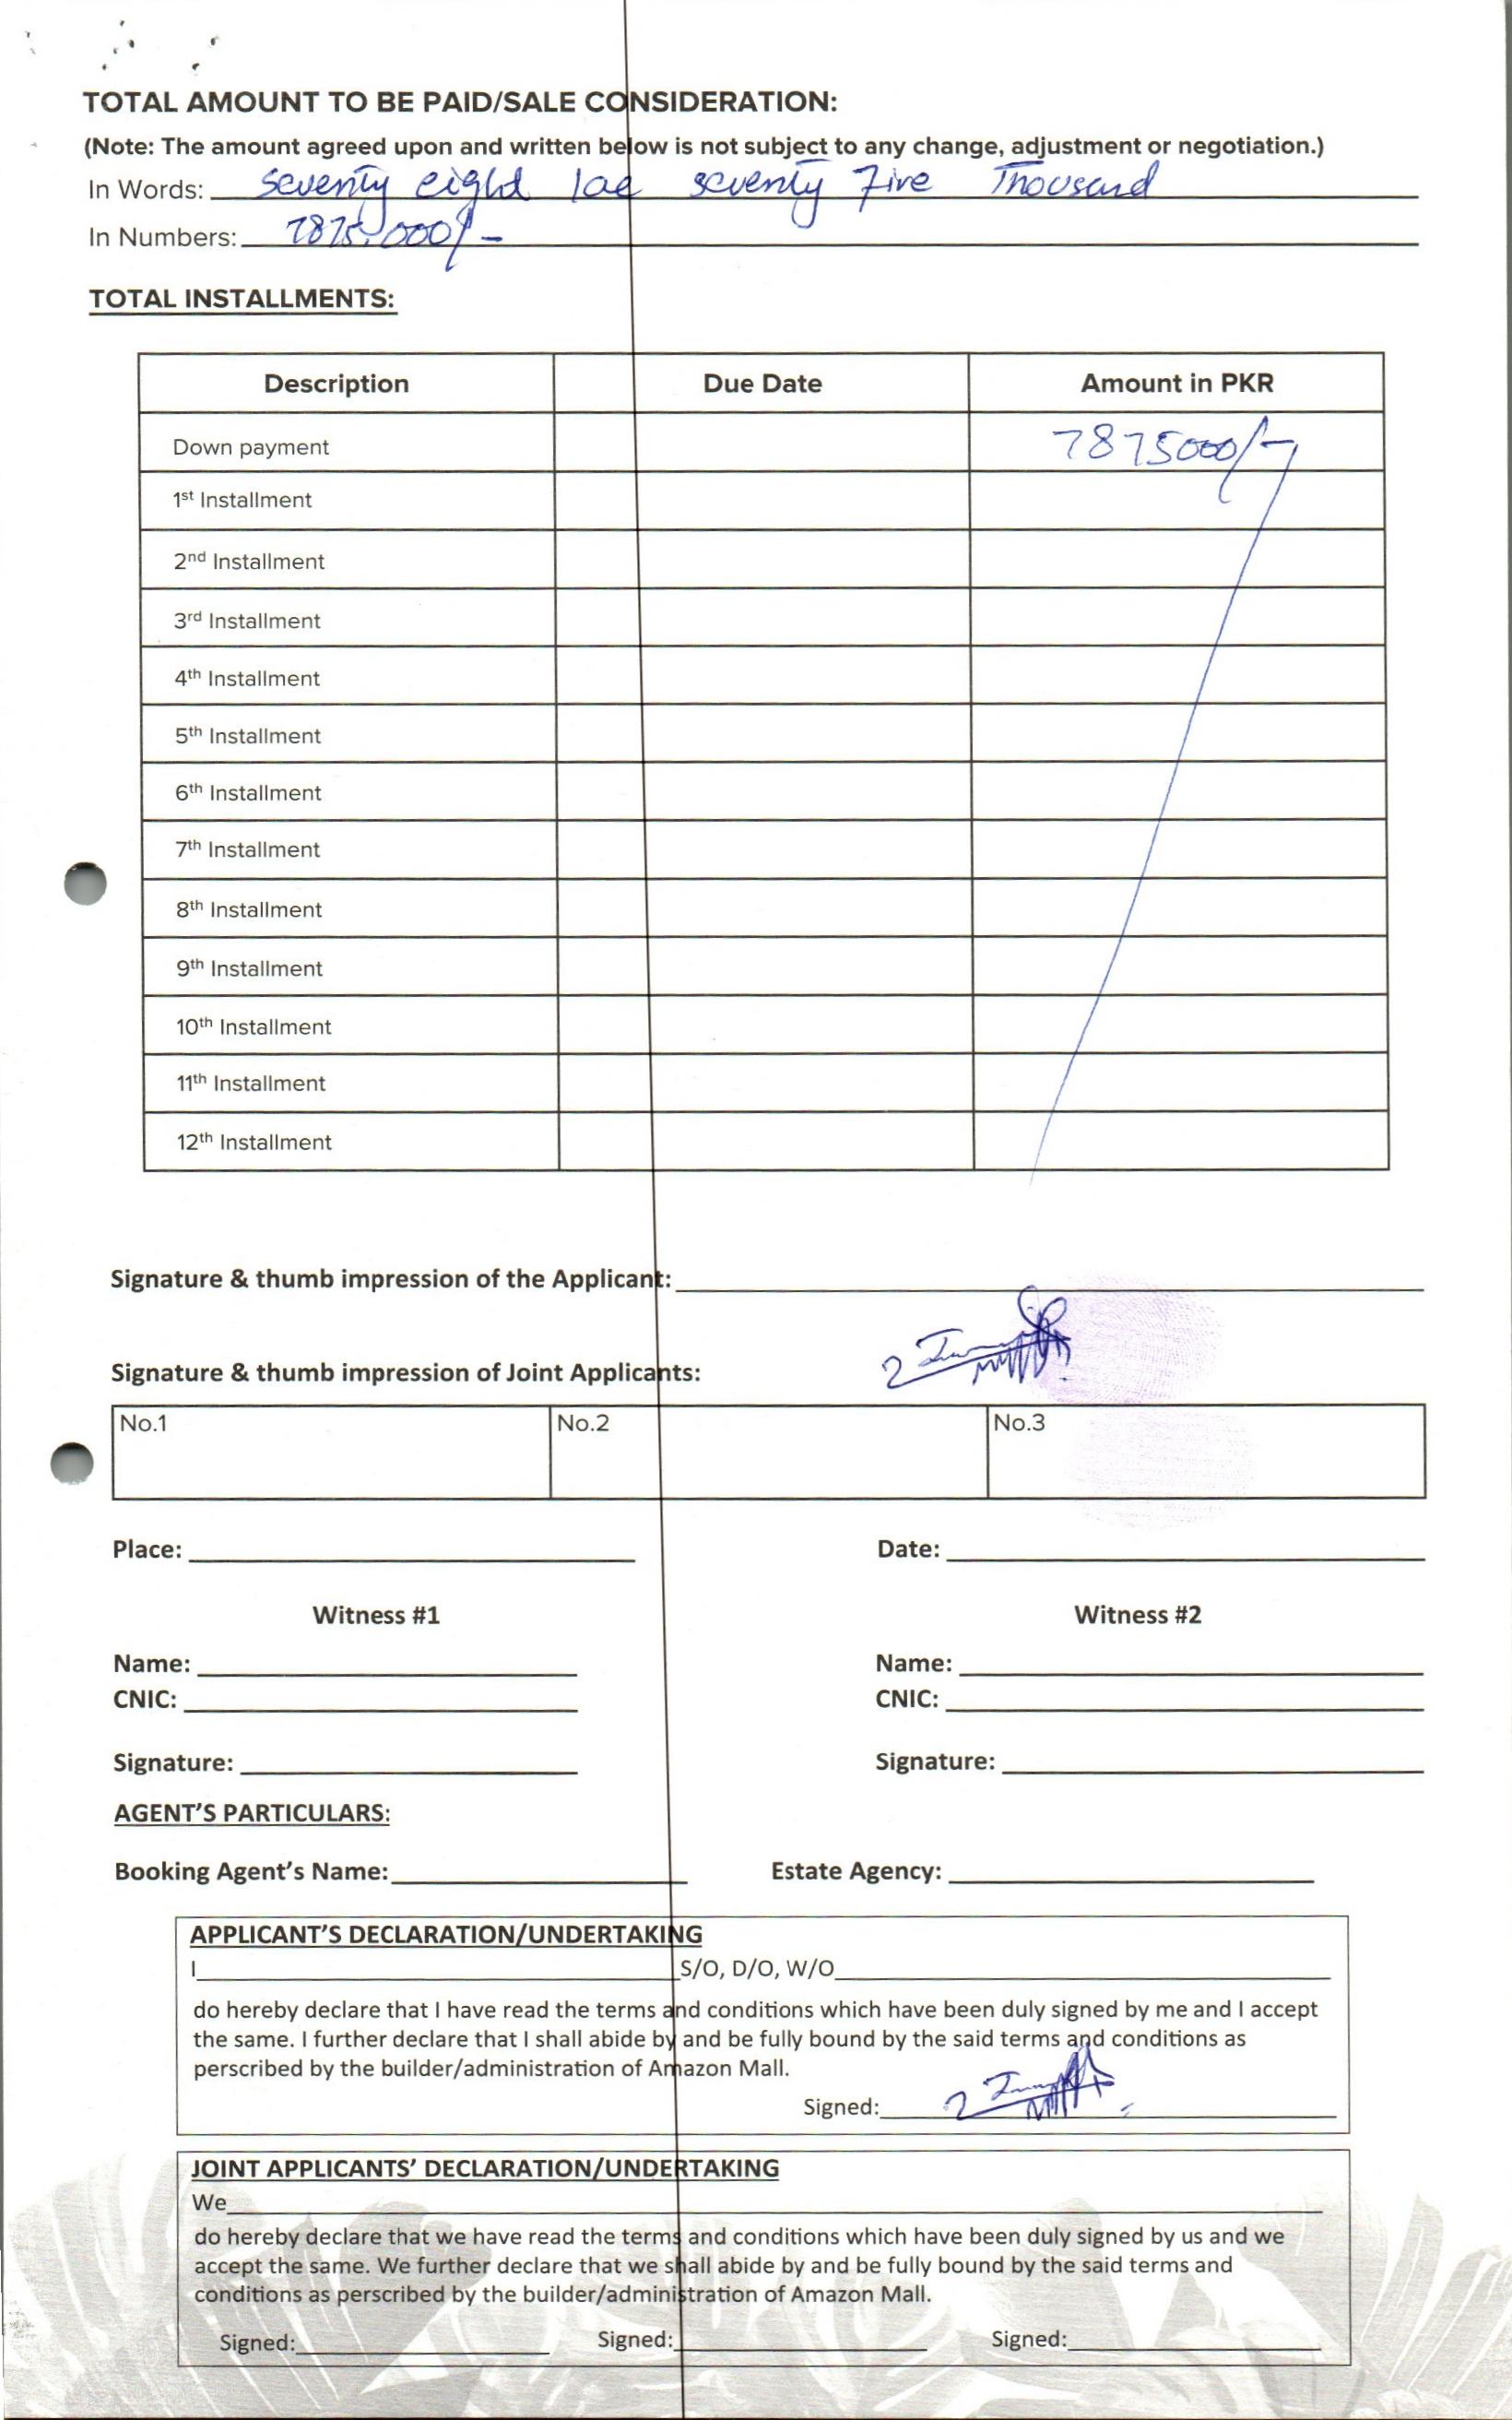 TOTAL AMOUNT TO BE PAID/SALE CONSIDERATION:
(Note: The amount agreed upon and written below is not subject to any change, adjustment or negotiation.)
In Words: Seventy eight lac seventy Five Thousand
In Numbers: 7875,000/-
TOTAL INSTALLMENTS:
Description Due Date Amount in PKR
Down payment 7875000/-
1st Installment
2nd Installment
3rd Installment
4th Installment
5th Installment
6th Installment
7th Installment
8th Installment
9th Installment
10th Installment
11th Installment
12th Installment
Signature & thumb impression of the Applicant:
Signature & thumb impression of Joint Applicants:
No.1 No.2 No.3
Place: Date:
Witness #1 Witness #2
Name: Name:
CNIC: CNIC:
Signature: Signature:
AGENT'S PARTICULARS:
Booking Agent's Name: Estate Agency:
APPLICANT'S DECLARATION/UNDERTAKING
I S/O, D/O, W/O
do hereby declare that I have read the terms and conditions which have been duly signed by me and I accept
the same. I further declare that I shall abide by and be fully bound by the said terms and conditions as
perscribed by the builder/administration of Amazon Mall.
Signed:
JOINT APPLICANTS' DECLARATION/UNDERTAKING
We
do hereby declare that we have read the terms and conditions which have been duly signed by us and we
accept the same. We further declare that we shall abide by and be fully bound by the said terms and
conditions as perscribed by the builder/administration of Amazon Mall.
Signed: Signed: Signed: